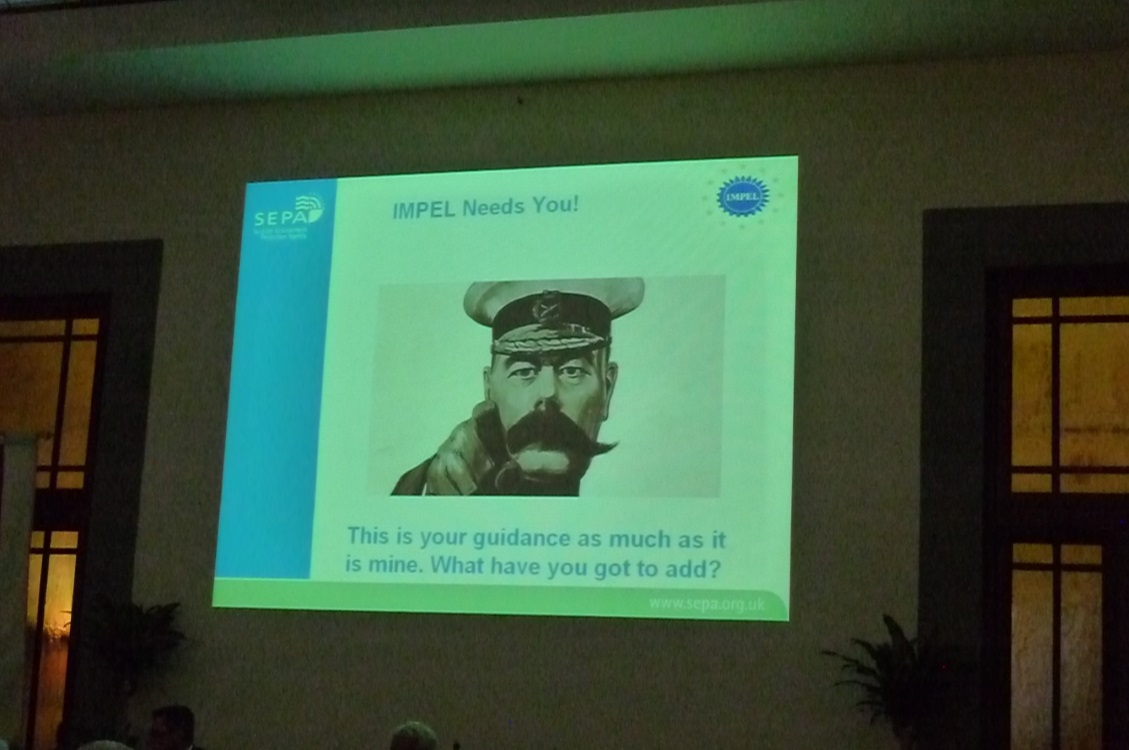 SEPA
IMPEL Needs You!
IMPEL
This is your guidance as much as it
is mine. What have you got to add?
www.sepa.org.uk